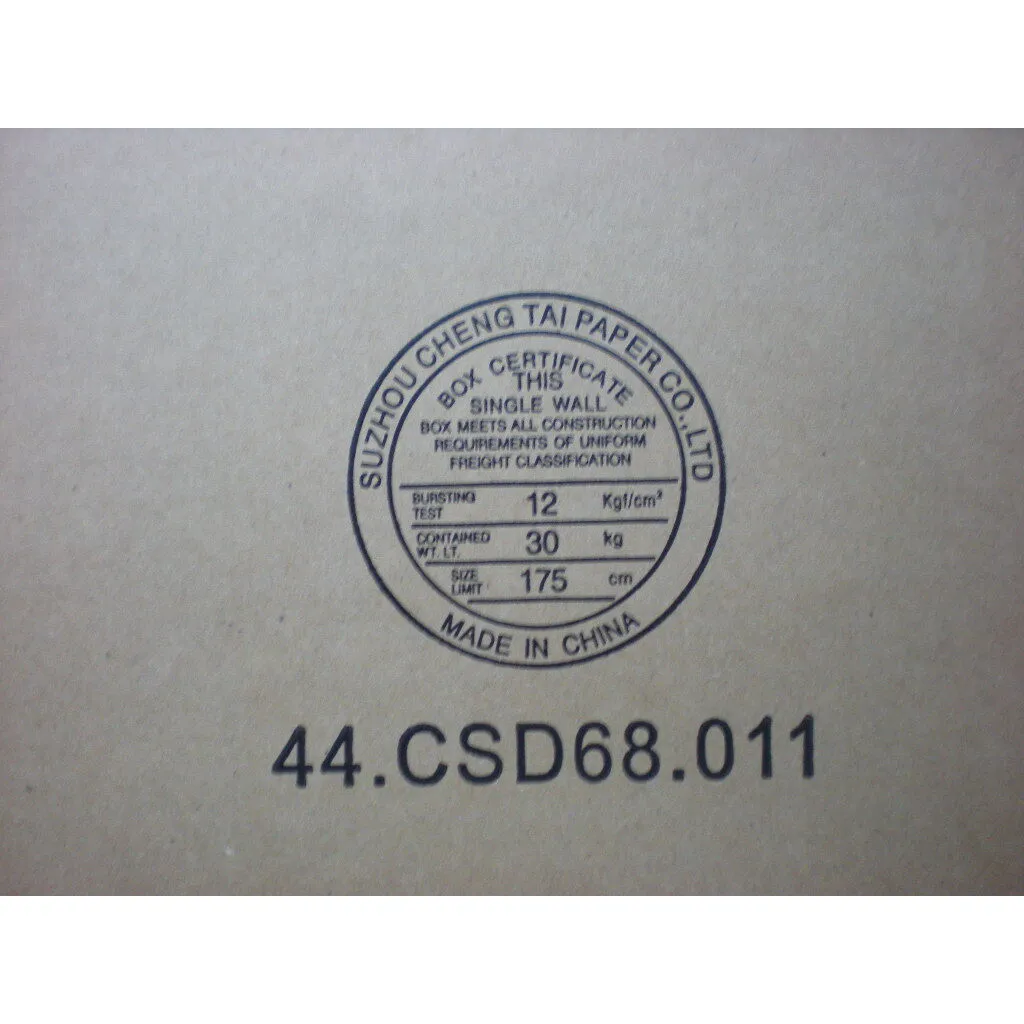 SUZHOU CHENG TAI PAPER CO.,LTD
BOX CERTIFICATE
THIS
SINGLE WALL
BOX MEETS ALL CONSTRUCTION
REQUIREMENTS OF UNIFORM
FREIGHT CLASSIFICATION
BURSTING TEST 12 Kgf/cm²
CONTAINED WT. LT. 30 kg
SIZE LIMIT 175 cm
MADE IN CHINA
44.CSD68.011